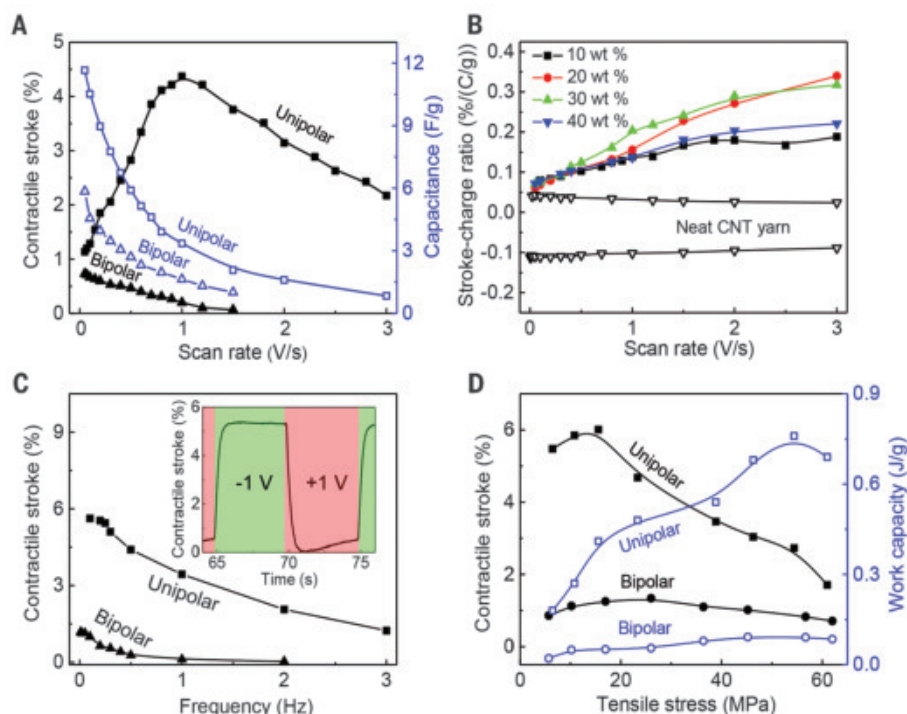 A
Contractile stroke (%)
5
4
3
2
1
0
0
1
2
3
Scan rate (V/s)
12
9
6
3
0
Capacitance (F/g)
Unipolar
Unipolar
Bipolar
Bipolar
B
Stroke-charge ratio (%/(C/g))
0.4
0.3
0.2
0.1
0.0
-0.1
-0.2
10 wt %
20 wt %
30 wt %
40 wt %
Neat CNT yarn
0
1
2
3
Scan rate (V/s)
C
Contractile stroke (%)
9
6
3
0
0
1
2
3
Frequency (Hz)
Unipolar
Bipolar
Contractile stroke (%)
6
4
2
0
-1 V
+1 V
65
70
75
Time (s)
D
Contractile stroke (%)
6
4
2
0
0
20
40
60
Tensile stress (MPa)
0.9
0.6
0.3
0.0
Work capacity (J/g)
Unipolar
Unipolar
Bipolar
Bipolar